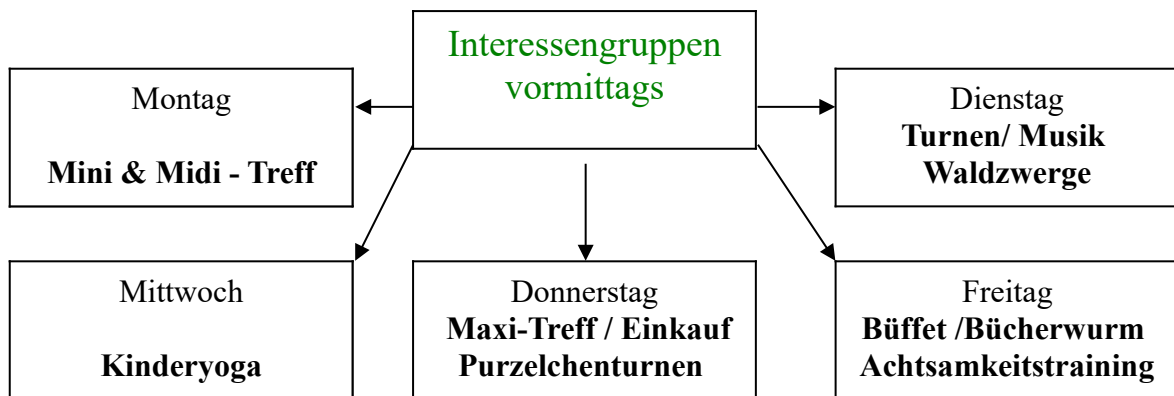 Interessengruppen
vormittags
Montag
Mini & Midi - Treff
Dienstag
Turnen/ Musik
Waldzwerge
Mittwoch
Kinderyoga
Donnerstag
Maxi-Treff / Einkauf
Purzelchenturnen
Freitag
Büffet /Bücherwurm
Achtsamkeitstraining